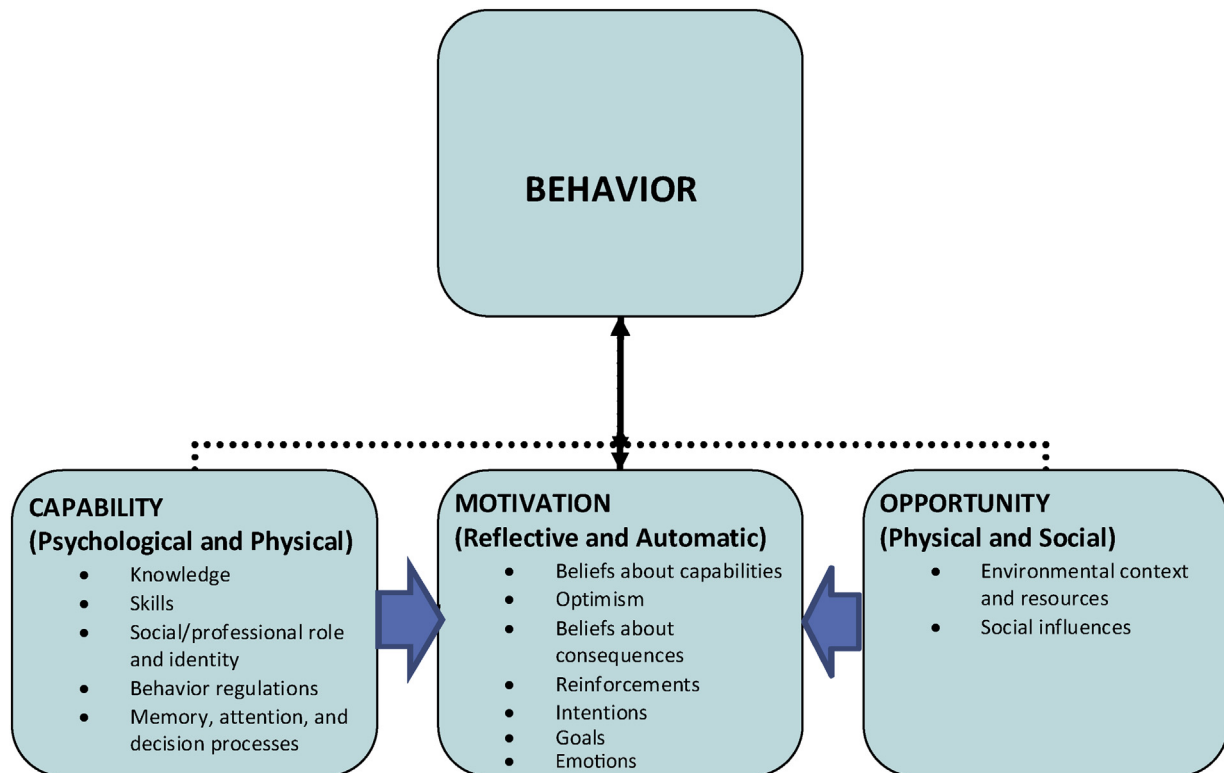 BEHAVIOR
CAPABILITY
(Psychological and Physical)
• Knowledge
• Skills
• Social/professional role
and identity
• Behavior regulations
• Memory, attention, and
decision processes
MOTIVATION
(Reflective and Automatic)
• Beliefs about capabilities
• Optimism
• Beliefs about
consequences
• Reinforcements
• Intentions
• Goals
• Emotions
OPPORTUNITY
(Physical and Social)
• Environmental context
and resources
• Social influences